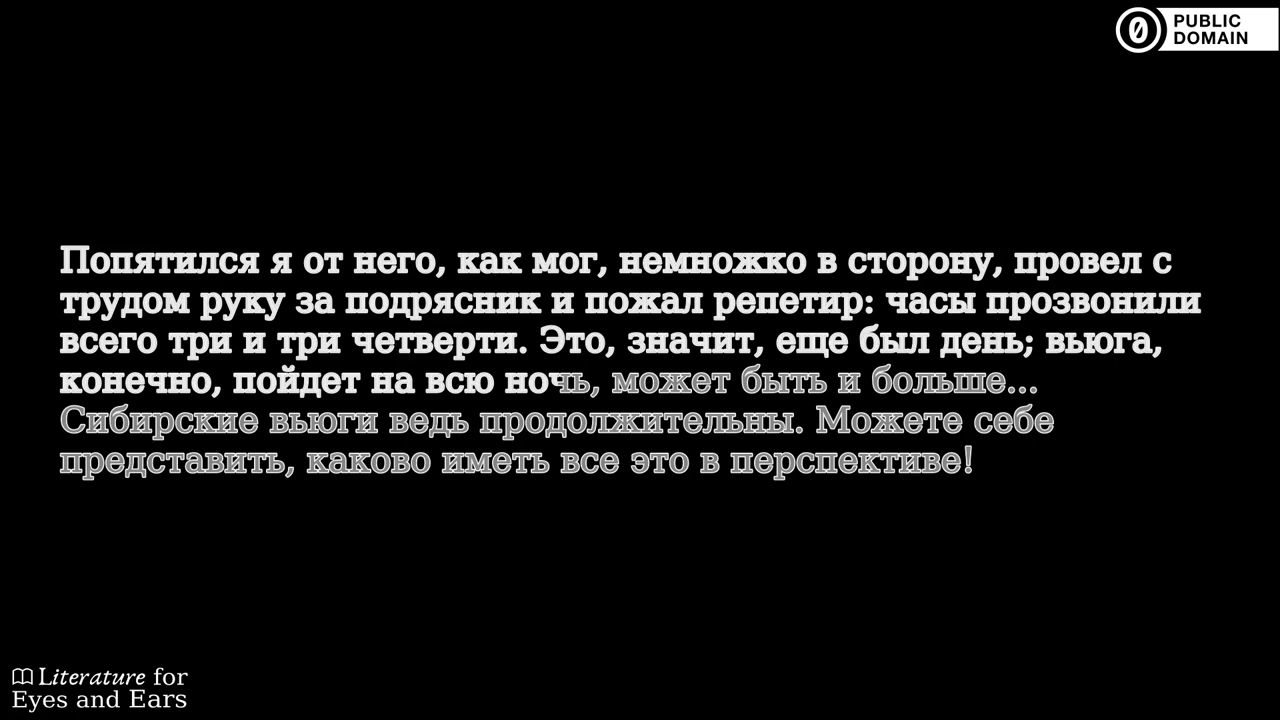 PUBLIC
DOMAIN
Попятился я от него, как мог, немножко в сторону, провел с
трудом руку за подрясник и пожал репетир: часы прозвонили
всего три и три четверти. Это, значит, еще был день; вьюга,
конечно, пойдет на всю ночь, может быть и больше...
Сибирские вьюги ведь продолжительны. Можете себе
представить, каково иметь все это в перспективе!
Literature for
Eyes and Ears